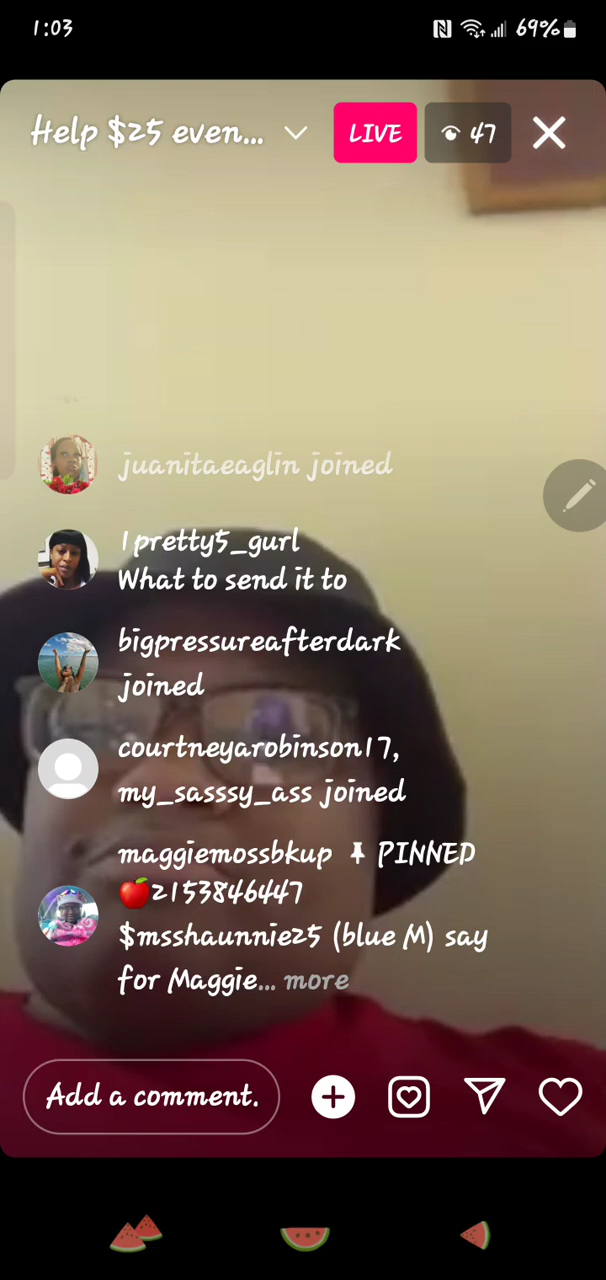 1:03 69%
Help $25 even... LIVE 47
juanitaeaglin joined
1pretty5_gurl
What to send it to
bigpressureafterdark
joined
courtneyarobinson17,
my_sasssy_ass joined
maggiemossbkup PINNED
🍎2153846447
$msshaunnie25 (blue M) say
for Maggie... more
Add a comment.